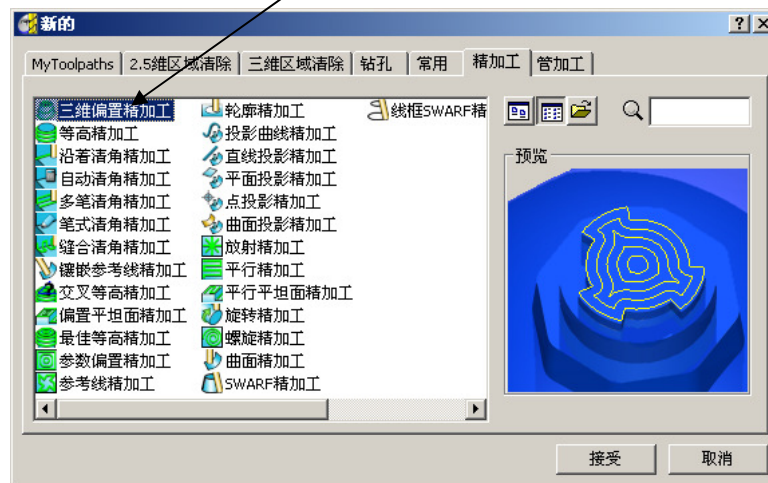 新的
MyToolpaths 2.5维区域清除 三维区域清除 钻孔 常用 精加工 管加工
三维偏置精加工
等高精加工
沿着清角精加工
自动清角精加工
多笔清角精加工
笔式清角精加工
缝合清角精加工
镶嵌参考线精加工
交叉等高精加工
偏置平坦面精加工
最佳等高精加工
参数偏置精加工
参考线精加工
轮廓精加工
投影曲线精加工
直线投影精加工
平面投影精加工
点投影精加工
曲面投影精加工
放射精加工
平行精加工
平行平坦面精加工
旋转精加工
螺旋精加工
曲面精加工
SWARF精加工
线框SWARF精
预览
接受 取消